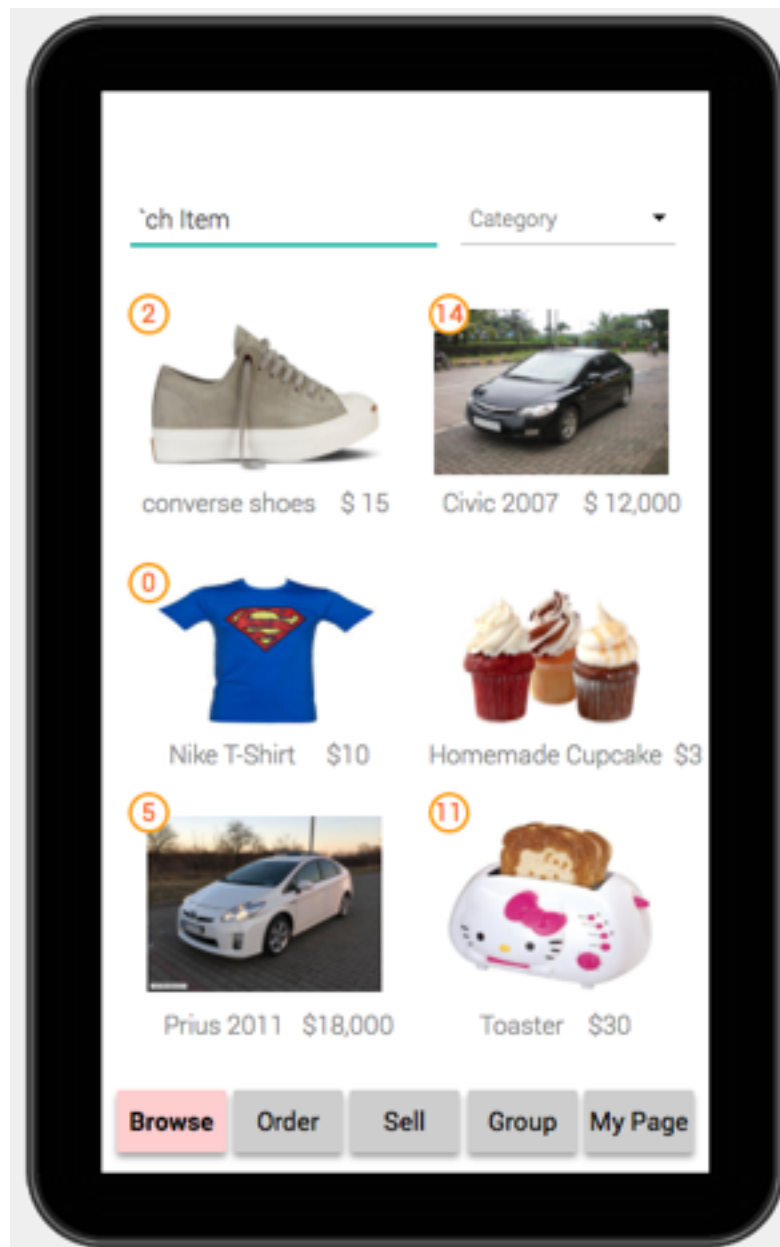 `ch Item Category
2 14
converse shoes $ 15 Civic 2007 $ 12,000
0
Nike T-Shirt $10 Homemade Cupcake $3
5 11
Prius 2011 $18,000 Toaster $30
Browse Order Sell Group My Page